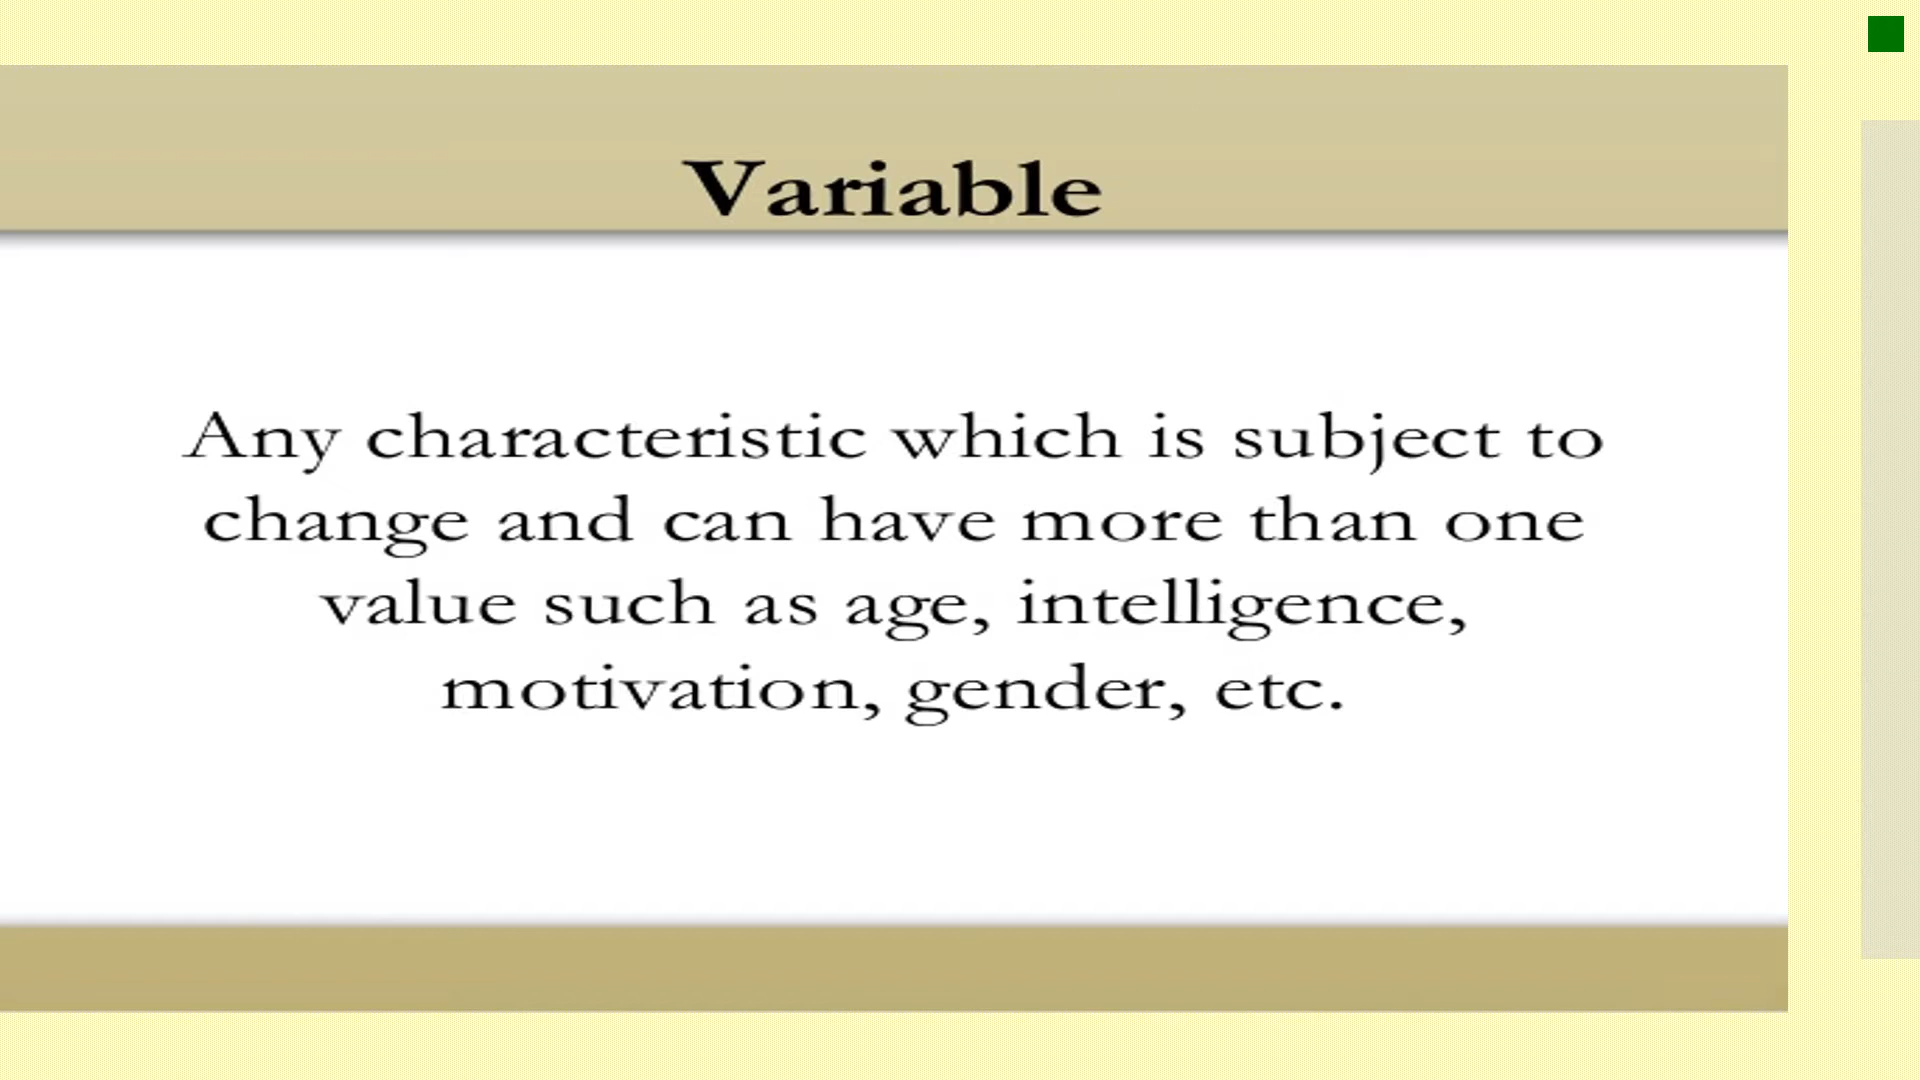 Variable
Any characteristic which is subject to
change and can have more than one
value such as age, intelligence,
motivation, gender, etc.